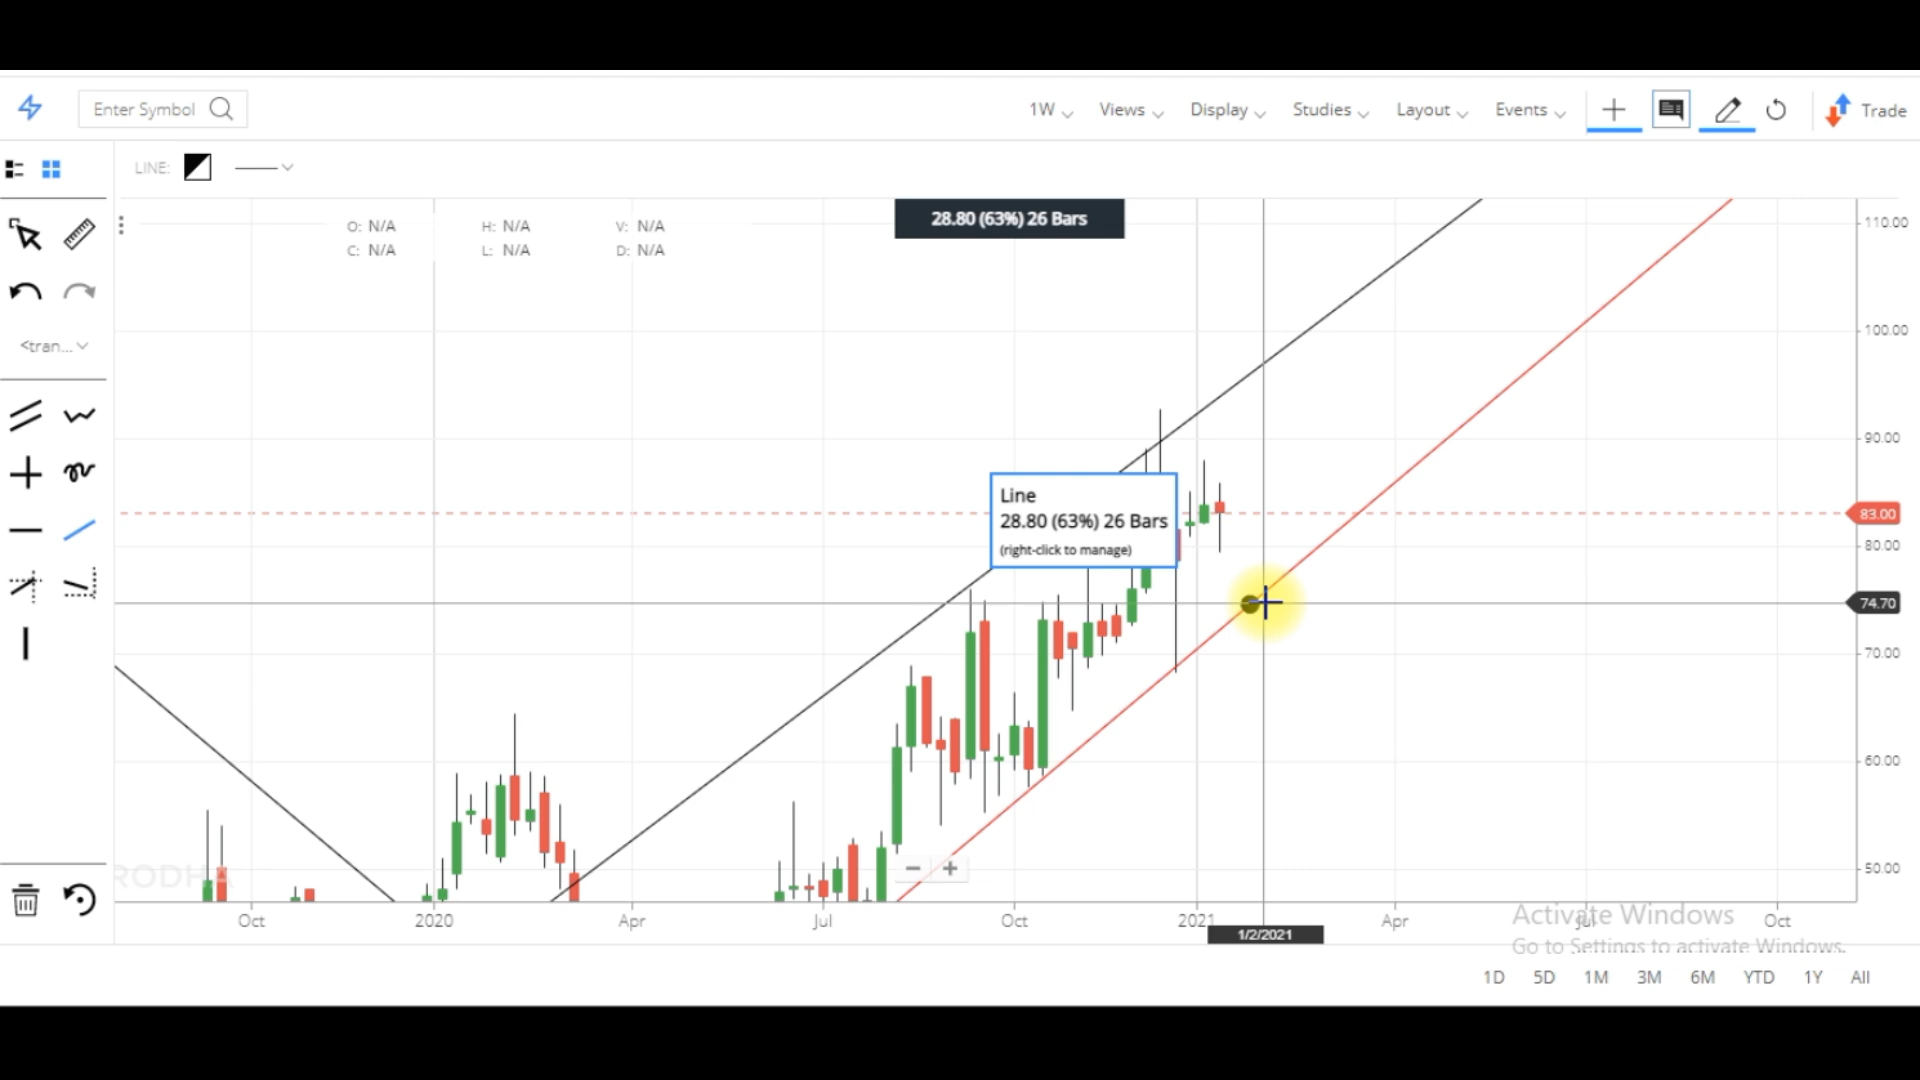 Enter Symbol 1W Views Display Studies Layout Events Trade
LINE:
28.80 (63%) 26 Bars
O: N/A H: N/A V: N/A
C: N/A L: N/A D: N/A
<tran...
110.00
100.00
90.00
Line
28.80 (63%) 26 Bars
(right-click to manage)
83.00
80.00
74.70
70.00
60.00
50.00
RODHA
Oct 2020 Apr Jul Oct 2021 Apr Jul Oct
1/2/2021
Activate Windows
Go to Settings to activate Windows.
1D 5D 1M 3M 6M YTD 1Y All